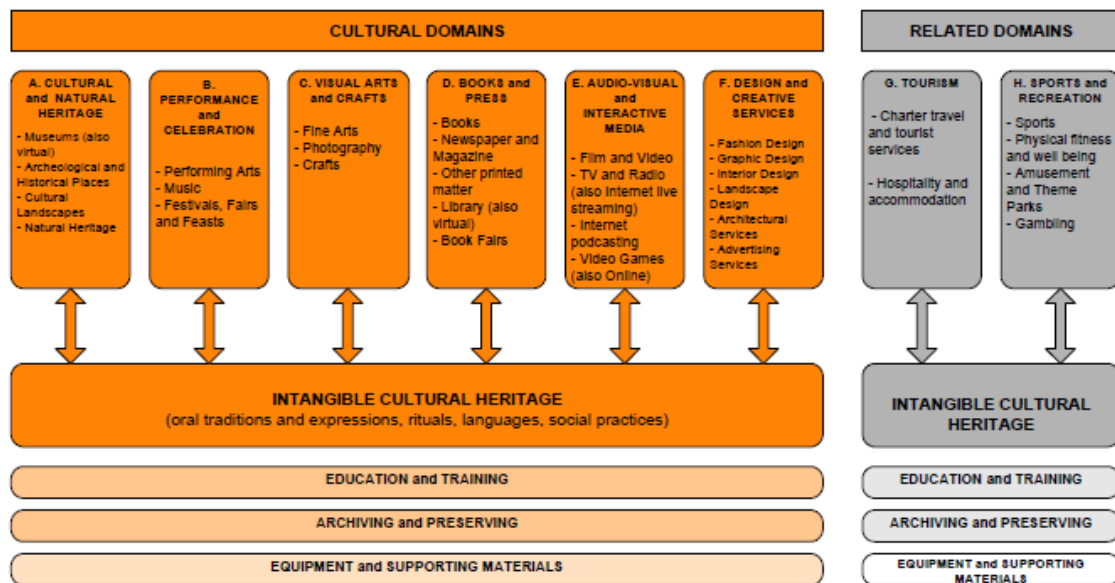 CULTURAL DOMAINS
RELATED DOMAINS
A. CULTURAL
and NATURAL
HERITAGE
- Museums (also
virtual)
- Archeological and
Historical Places
- Cultural
Landscapes
- Natural Heritage
B.
PERFORMANCE
and
CELEBRATION
- Performing Arts
- Music
- Festivals, Fairs
and Feasts
C. VISUAL ARTS
and CRAFTS
- Fine Arts
- Photography
- Crafts
D. BOOKS and
PRESS
- Books
- Newspaper and
Magazine
- Other printed
matter
- Library (also
virtual)
- Book Fairs
E. AUDIO-VISUAL
and
INTERACTIVE
MEDIA
- Film and Video
- TV and Radio
(also Internet live
streaming)
- Internet
podcasting
- Video Games
(also Online)
F. DESIGN and
CREATIVE
SERVICES
- Fashion Design
- Graphic Design
- Interior Design
- Landscape
Design
- Architectural
Services
- Advertising
Services
G. TOURISM
- Charter travel
and tourist
services
- Hospitality and
accommodation
H. SPORTS and
RECREATION
- Sports
- Physical fitness
and well being
- Amusement
and Theme
Parks
- Gambling
INTANGIBLE CULTURAL HERITAGE
(oral traditions and expressions, rituals, languages, social practices)
INTANGIBLE CULTURAL
HERITAGE
EDUCATION and TRAINING
EDUCATION and TRAINING
ARCHIVING and PRESERVING
ARCHIVING and PRESERVING
EQUIPMENT and SUPPORTING MATERIALS
EQUIPMENT and SUPPORTING
MATERIALS